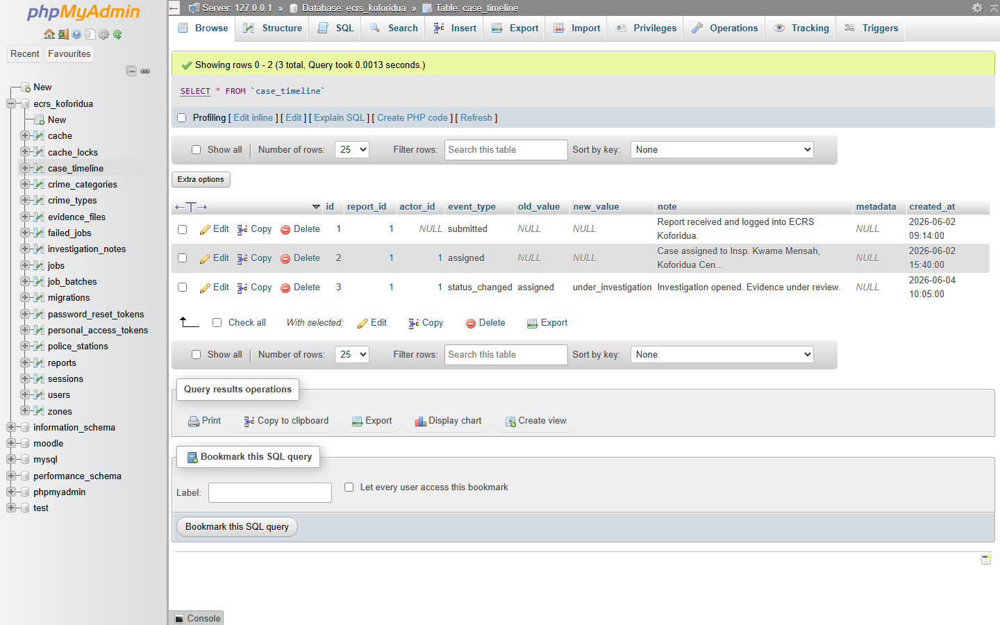 phpMyAdmin
Recent Favourites
New
ecrs_koforidua
New
cache
cache_locks
case_timeline
crime_categories
crime_types
evidence_files
failed_jobs
investigation_notes
jobs
job_batches
migrations
password_reset_tokens
personal_access_tokens
police_stations
reports
sessions
users
zones
information_schema
moodle
mysql
performance_schema
phpmyadmin
test
Server: 127.0.0.1 » Database: ecrs_koforidua » Table: case_timeline
Browse Structure SQL Search Insert Export Import Privileges Operations Tracking Triggers
Showing rows 0 - 2 (3 total, Query took 0.0013 seconds.)
SELECT * FROM `case_timeline`
Profiling [ Edit inline ] [ Edit ] [ Explain SQL ] [ Create PHP code ] [ Refresh ]
Show all Number of rows: 25 Filter rows: Search this table Sort by key: None
Extra options
id report_id actor_id event_type old_value new_value note metadata created_at
Edit Copy Delete 1 1 NULL submitted NULL NULL Report received and logged into ECRS Koforidua. NULL 2026-06-02 09:14:00
Edit Copy Delete 2 1 1 assigned NULL NULL Case assigned to Insp. Kwame Mensah, Koforidua Cen... NULL 2026-06-02 15:40:00
Edit Copy Delete 3 1 1 status_changed assigned under_investigation Investigation opened. Evidence under review. NULL 2026-06-04 10:05:00
Check all With selected: Edit Copy Delete Export
Show all Number of rows: 25 Filter rows: Search this table Sort by key: None
Query results operations
Print Copy to clipboard Export Display chart Create view
Bookmark this SQL query
Label: Let every user access this bookmark
Bookmark this SQL query
Console